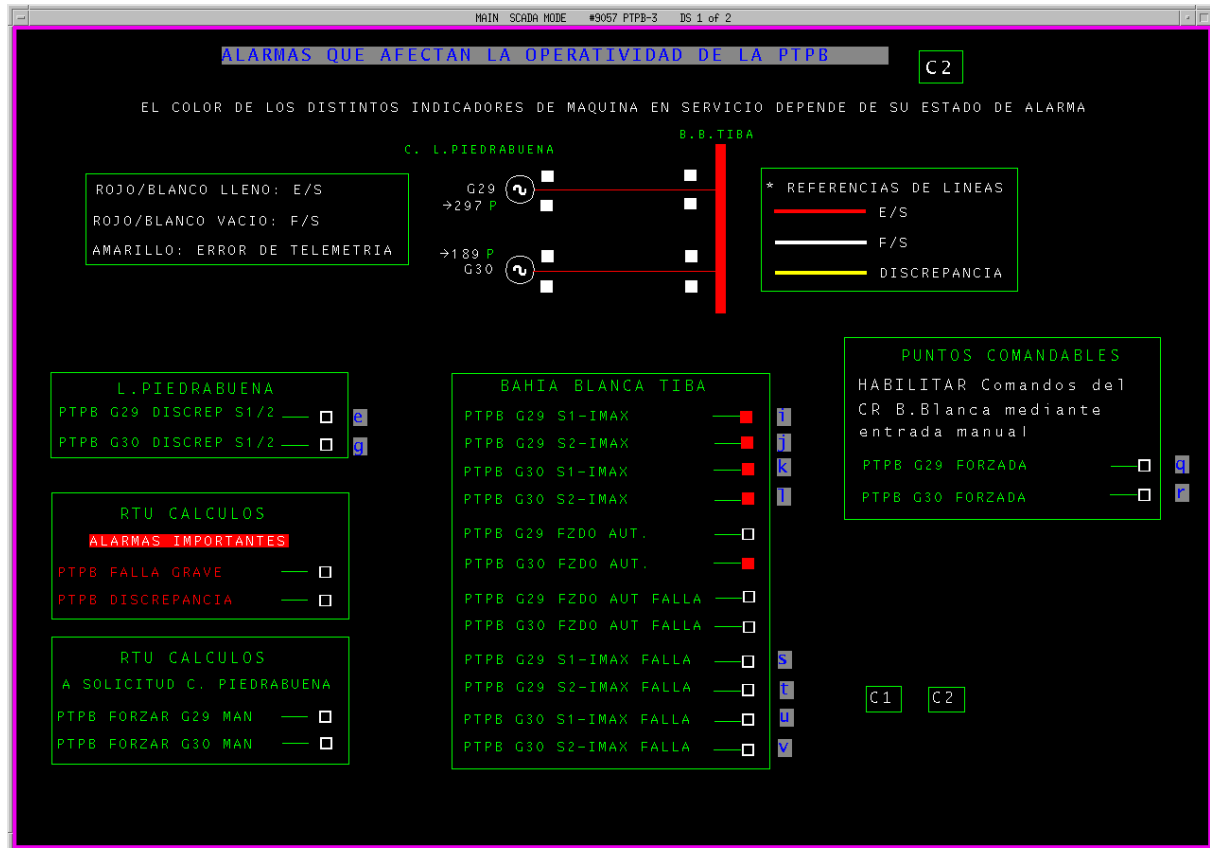 MAIN SCADA MODE #9057 PTPB-3 DS 1 of 2
ALARMAS QUE AFECTAN LA OPERATIVIDAD DE LA PTPB
C2
EL COLOR DE LOS DISTINTOS INDICADORES DE MAQUINA EN SERVICIO DEPENDE DE SU ESTADO DE ALARMA
B.B.TIBA
C. L.PIEDRABUENA
ROJO/BLANCO LLENO: E/S
ROJO/BLANCO VACIO: F/S
AMARILLO: ERROR DE TELEMETRIA
G29
→297 P
→189 P
G30
* REFERENCIAS DE LINEAS
E/S
F/S
DISCREPANCIA
L.PIEDRABUENA
PTPB G29 DISCREP S1/2 e
PTPB G30 DISCREP S1/2 g
RTU CALCULOS
ALARMAS IMPORTANTES
PTPB FALLA GRAVE
PTPB DISCREPANCIA
RTU CALCULOS
A SOLICITUD C. PIEDRABUENA
PTPB FORZAR G29 MAN
PTPB FORZAR G30 MAN
BAHIA BLANCA TIBA
PTPB G29 S1-IMAX i
PTPB G29 S2-IMAX j
PTPB G30 S1-IMAX k
PTPB G30 S2-IMAX l
PTPB G29 FZDO AUT.
PTPB G30 FZDO AUT.
PTPB G29 FZDO AUT FALLA
PTPB G30 FZDO AUT FALLA
PTPB G29 S1-IMAX FALLA s
PTPB G29 S2-IMAX FALLA t
PTPB G30 S1-IMAX FALLA u
PTPB G30 S2-IMAX FALLA v
PUNTOS COMANDABLES
HABILITAR Comandos del
CR B.Blanca mediante
entrada manual
PTPB G29 FORZADA q
PTPB G30 FORZADA r
C1 C2